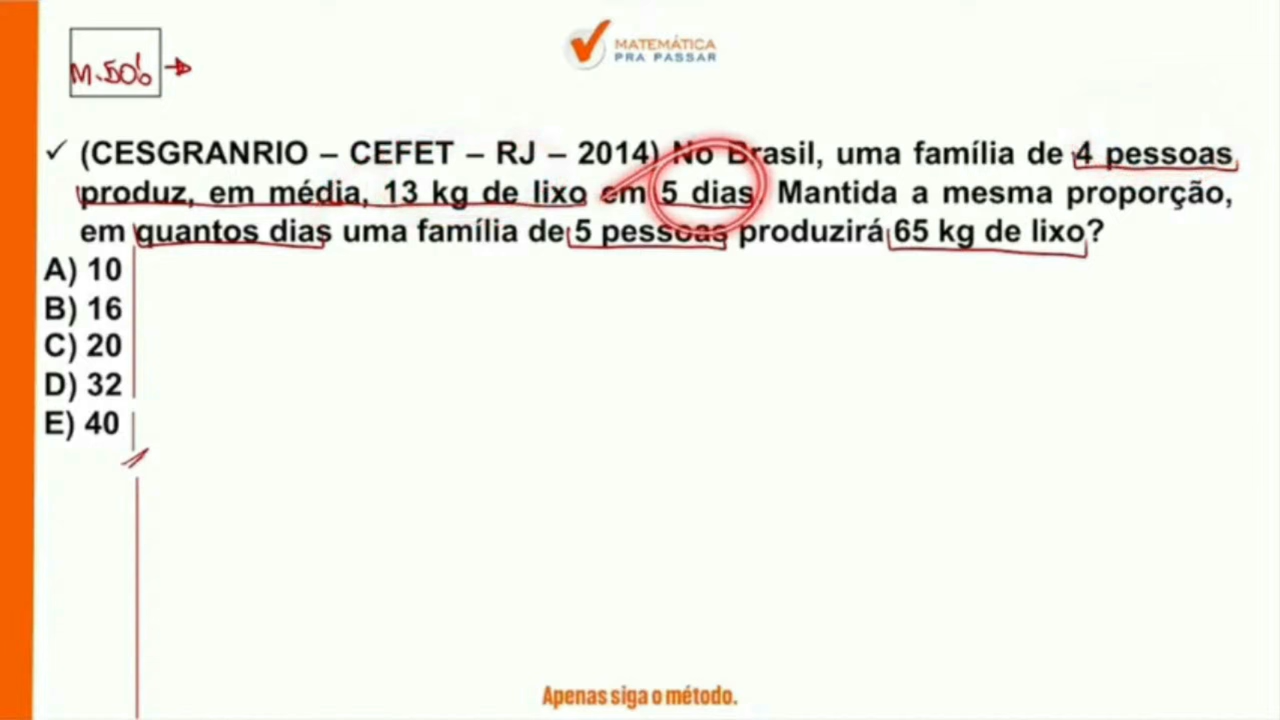 MATEMÁTICA
PRA PASSAR
M.50%
✓ (CESGRANRIO – CEFET – RJ – 2014) No Brasil, uma família de 4 pessoas
produz, em média, 13 kg de lixo em 5 dias. Mantida a mesma proporção,
em quantos dias uma família de 5 pessoas produzirá 65 kg de lixo?
A) 10
B) 16
C) 20
D) 32
E) 40
Apenas siga o método.